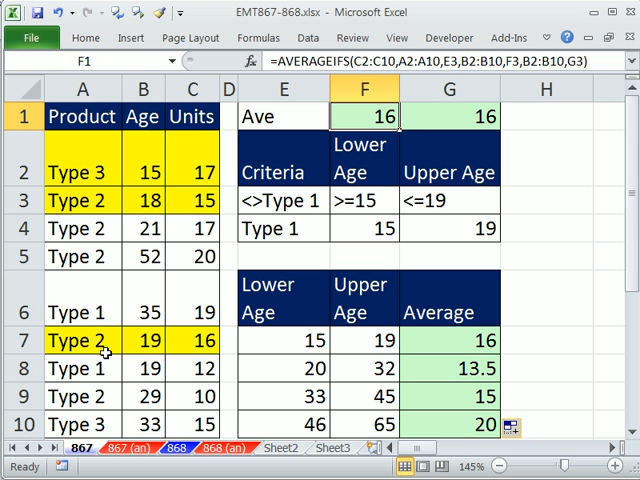 EMT867-868.xlsx - Microsoft Excel
File Home Insert Page Layout Formulas Data Review View Developer Add-Ins
F1 fx =AVERAGEIFS(C2:C10,A2:A10,E3,B2:B10,F3,B2:B10,G3)
A B C D E F G H
1 Product Age Units Ave 16 16
2 Type 3 15 17 Criteria Lower Age Upper Age
3 Type 2 18 15 <>Type 1 >=15 <=19
4 Type 2 21 17 Type 1 15 19
5 Type 2 52 20
6 Type 1 35 19 Lower Age Upper Age Average
7 Type 2 19 16 15 19 16
8 Type 1 19 12 20 32 13.5
9 Type 2 29 10 33 45 15
10 Type 3 33 15 46 65 20
867 867 (an) 868 868 (an) Sheet2 Sheet3
Ready 145%